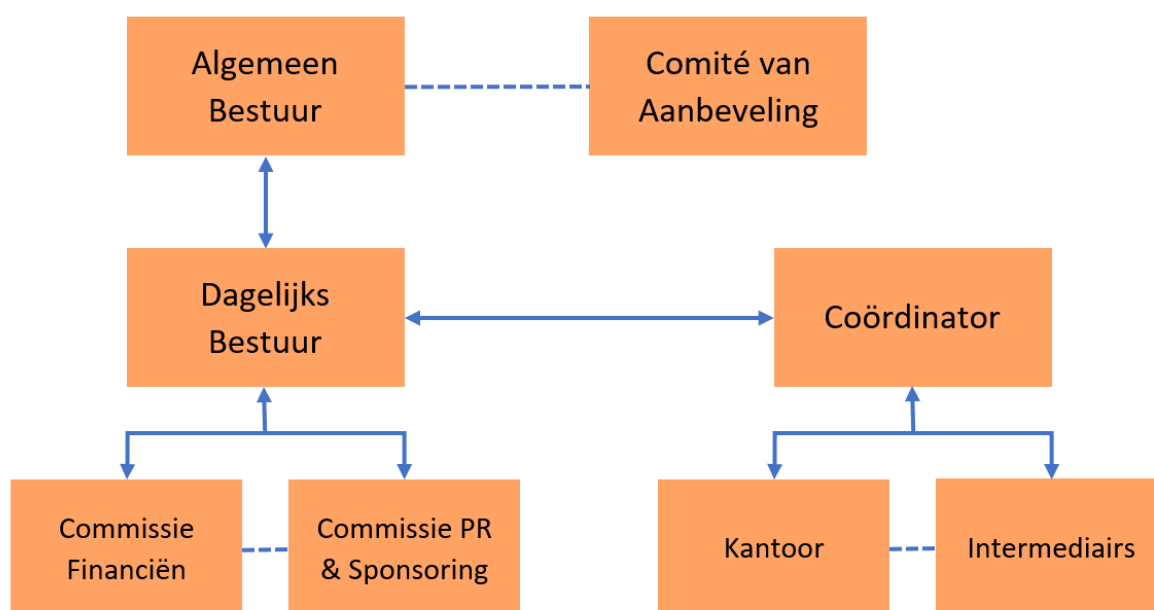 Algemeen
Bestuur
Comité van
Aanbeveling
Dagelijks
Bestuur
Coördinator
Commissie
Financiën
Commissie PR
& Sponsoring
Kantoor
Intermediairs